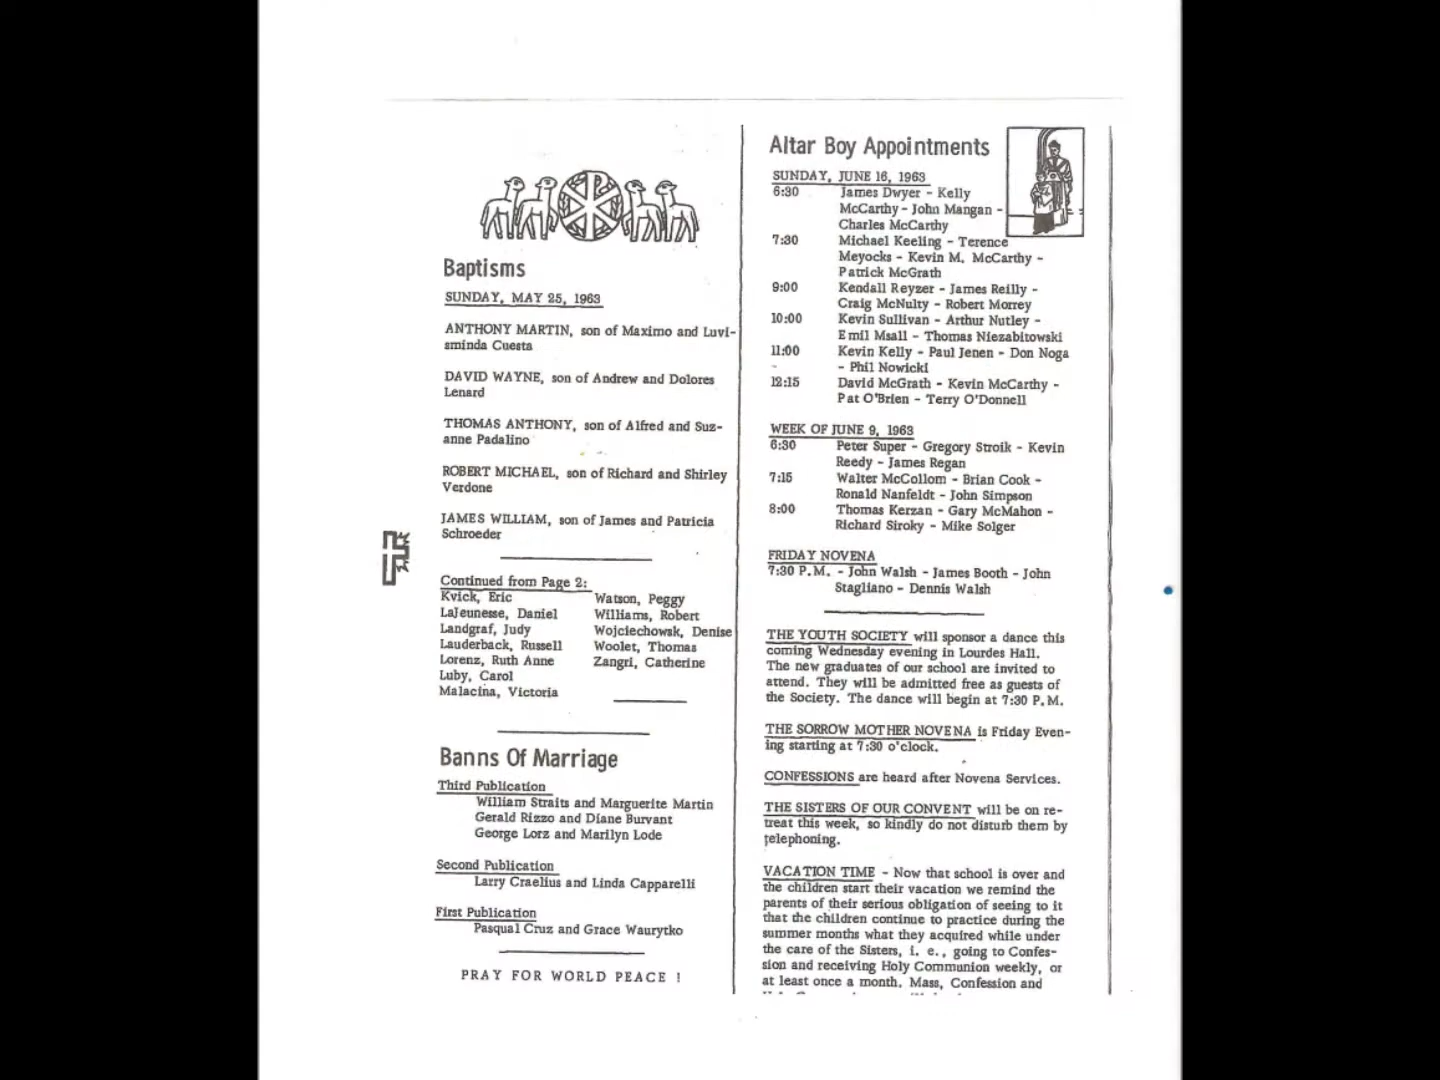 Baptisms
SUNDAY, MAY 25, 1963
ANTHONY MARTIN, son of Maximo and Luvi-
sminda Cuesta
DAVID WAYNE, son of Andrew and Dolores
Lenard
THOMAS ANTHONY, son of Alfred and Suz-
anne Padalino
ROBERT MICHAEL, son of Richard and Shirley
Verdone
JAMES WILLIAM, son of James and Patricia
Schroeder
Continued from Page 2:
Kvick, Eric
LaJeunesse, Daniel
Landgraf, Judy
Lauderback, Russell
Lorenz, Ruth Anne
Luby, Carol
Malacina, Victoria
Watson, Peggy
Williams, Robert
Wojciechowsk, Denise
Woolet, Thomas
Zangri, Catherine
Banns Of Marriage
Third Publication
William Straits and Marguerite Martin
Gerald Rizzo and Diane Burvant
George Lorz and Marilyn Lode
Second Publication
Larry Craelius and Linda Capparelli
First Publication
Pasqual Cruz and Grace Waurytko
PRAY FOR WORLD PEACE !
Altar Boy Appointments
SUNDAY, JUNE 16, 1963
6:30 James Dwyer - Kelly
McCarthy - John Mangan -
Charles McCarthy
7:30 Michael Keeling - Terence
Meyocks - Kevin M. McCarthy -
Patrick McGrath
9:00 Kendall Reyzer - James Reilly -
Craig McNulty - Robert Morrey
10:00 Kevin Sullivan - Arthur Nutley -
Emil Msall - Thomas Niezabitowski
11:00 Kevin Kelly - Paul Jenen - Don Noga
- Phil Nowicki
12:15 David McGrath - Kevin McCarthy -
Pat O'Brien - Terry O'Donnell
WEEK OF JUNE 9, 1963
6:30 Peter Super - Gregory Stroik - Kevin
Reedy - James Regan
7:15 Walter McCollom - Brian Cook -
Ronald Nanfeldt - John Simpson
8:00 Thomas Kerzan - Gary McMahon -
Richard Siroky - Mike Solger
FRIDAY NOVENA
7:30 P.M. - John Walsh - James Booth - John
Stagliano - Dennis Walsh
THE YOUTH SOCIETY will sponsor a dance this
coming Wednesday evening in Lourdes Hall.
The new graduates of our school are invited to
attend. They will be admitted free as guests of
the Society. The dance will begin at 7:30 P.M.
THE SORROW MOTHER NOVENA is Friday Even-
ing starting at 7:30 o'clock.
CONFESSIONS are heard after Novena Services.
THE SISTERS OF OUR CONVENT will be on re-
treat this week, so kindly do not disturb them by
telephoning.
VACATION TIME - Now that school is over and
the children start their vacation we remind the
parents of their serious obligation of seeing to it
that the children continue to practice during the
summer months what they acquired while under
the care of the Sisters, i. e., going to Confes-
sion and receiving Holy Communion weekly, or
at least once a month. Mass, Confession and